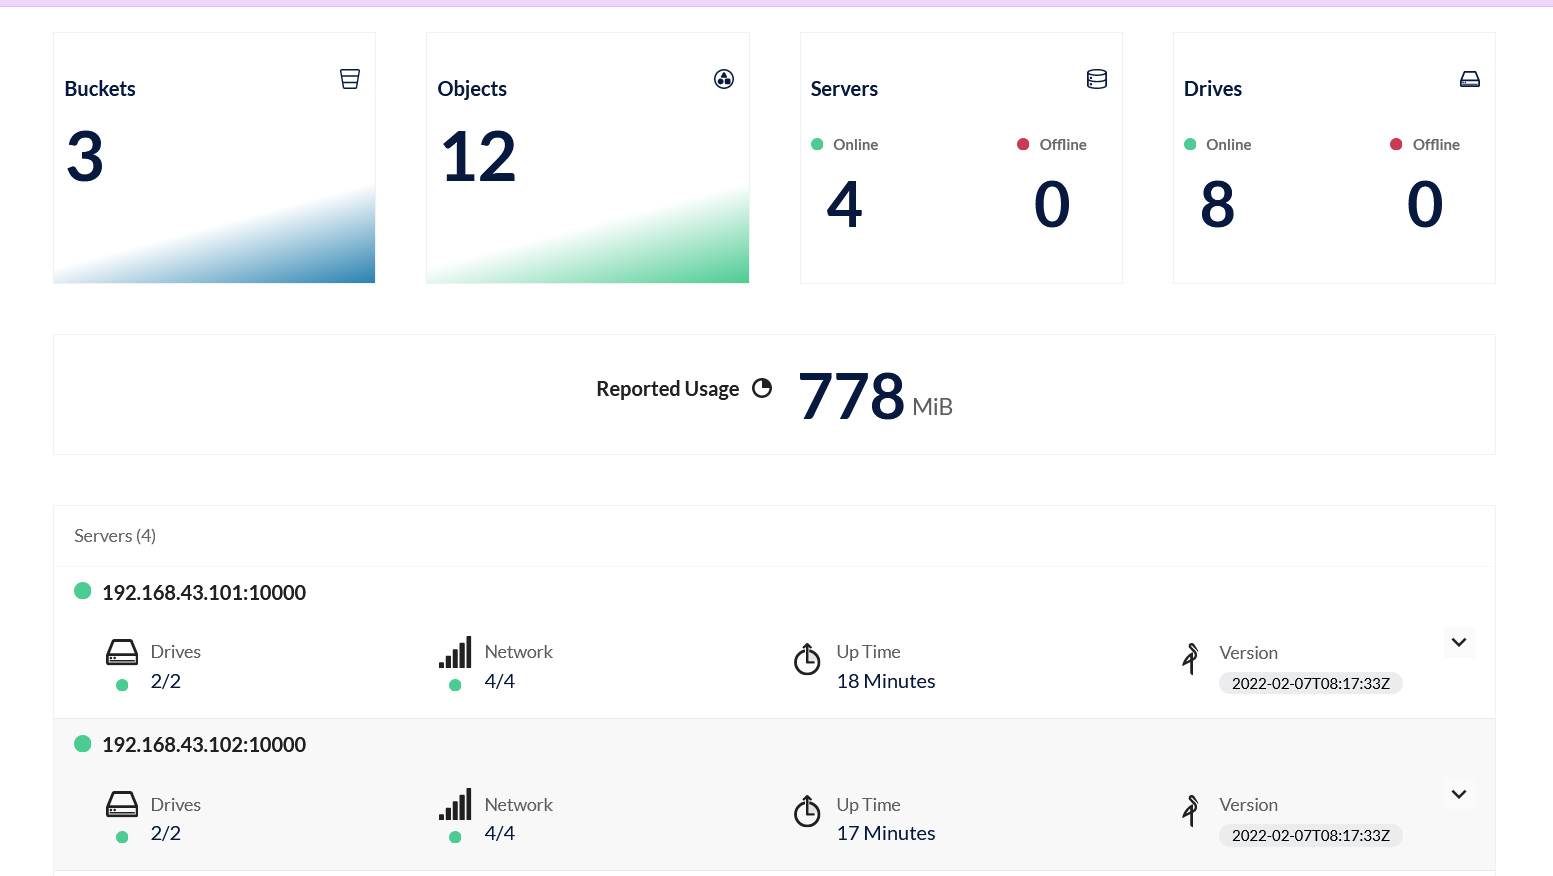 Buckets
3
Objects
12
Servers
Online
Offline
4
0
Drives
Online
Offline
8
0
Reported Usage 778 MiB
Servers (4)
192.168.43.101:10000
Drives
2/2
Network
4/4
Up Time
18 Minutes
Version
2022-02-07T08:17:33Z
192.168.43.102:10000
Drives
2/2
Network
4/4
Up Time
17 Minutes
Version
2022-02-07T08:17:33Z